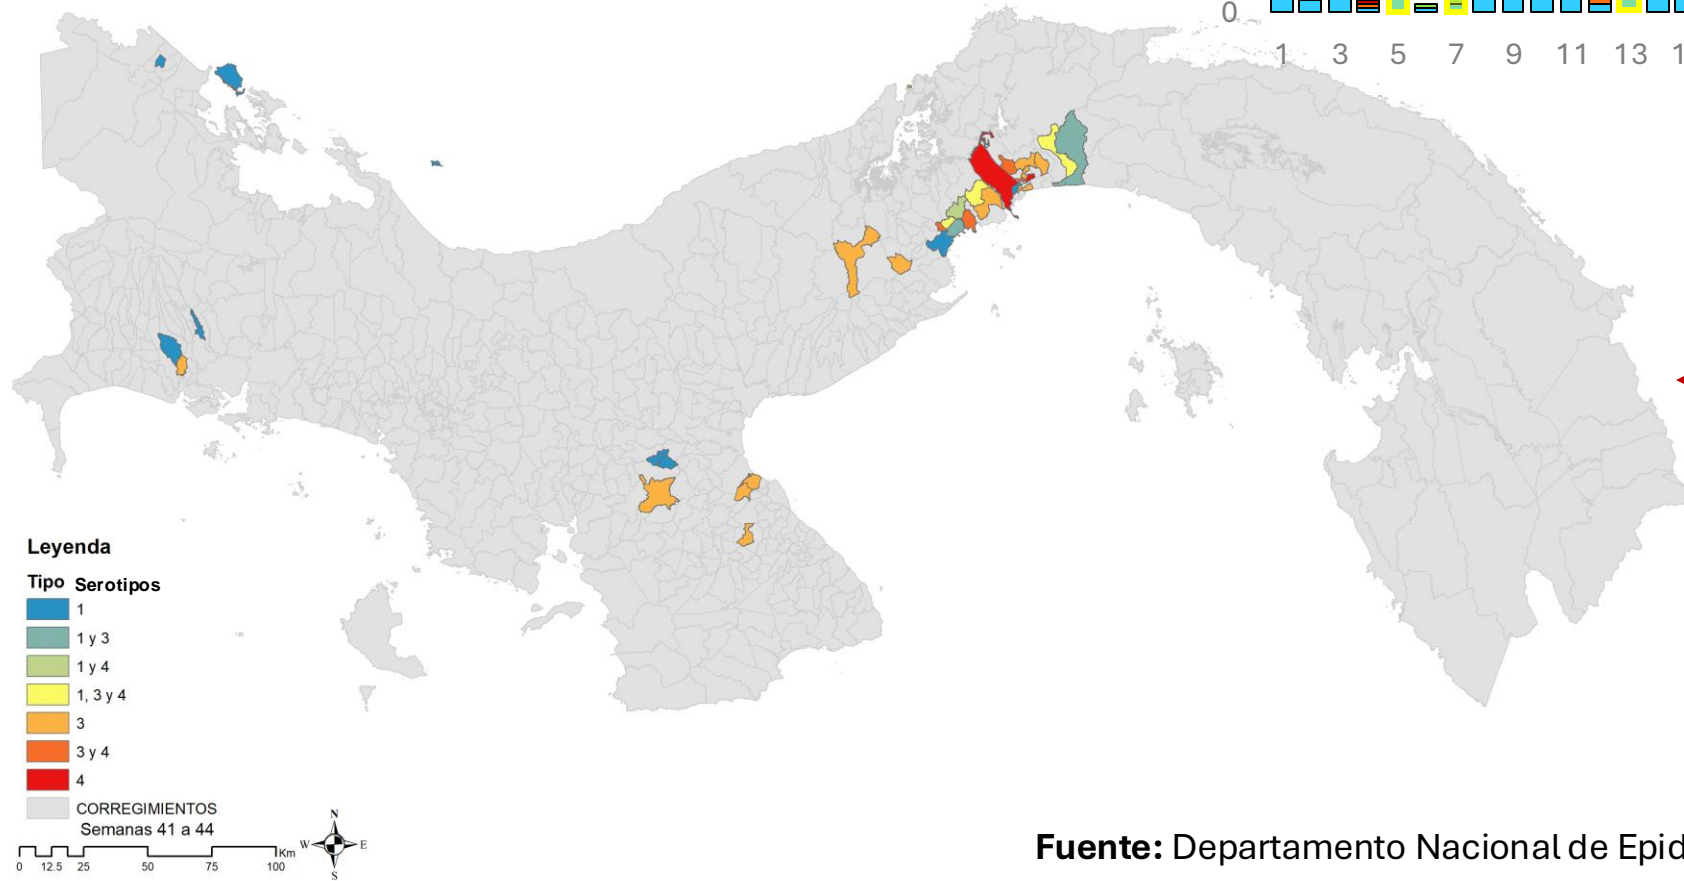 0
1 3 5 7 9 11 13
Leyenda
Tipo Serotipos
1
1 y 3
1 y 4
1, 3 y 4
3
3 y 4
4
CORREGIMIENTOS
Semanas 41 a 44
N
W E
S
Km
0 12.5 25 50 75 100
Fuente: Departamento Nacional de Epid